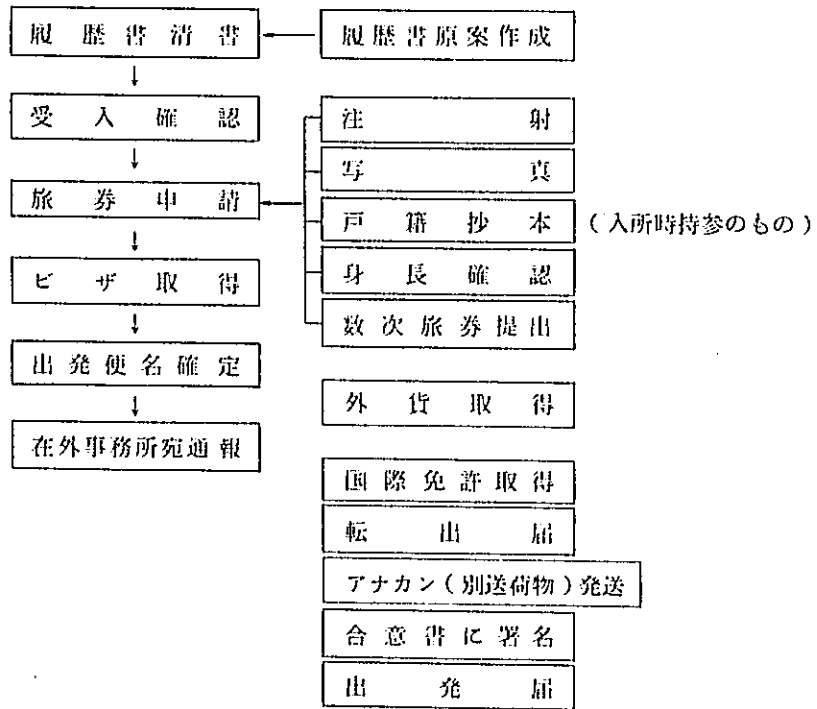 履歴書清書
履歴書原案作成
受入確認
注射
写真
旅券申請
戸籍抄本
(入所時持参のもの)
身長確認
ビザ取得
数次旅券提出
出発便名確定
外貨取得
在外事務所宛通報
国際免許取得
転出届
アナカン(別送荷物)発送
合意書に署名
出発届